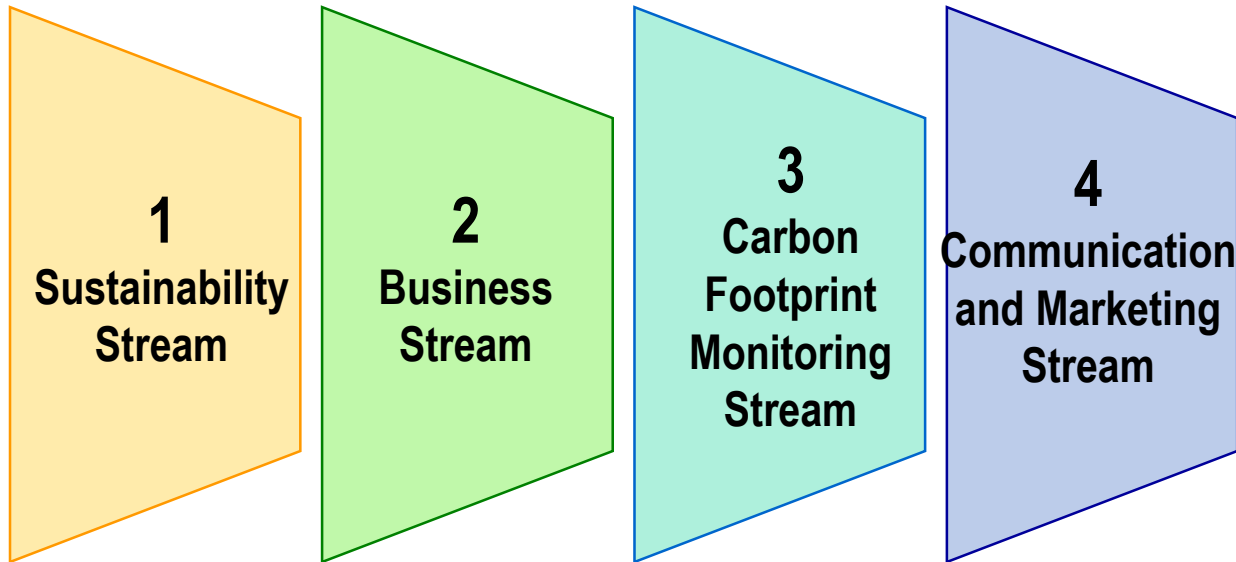 1
Sustainability
Stream
2
Business
Stream
3
Carbon
Footprint
Monitoring
Stream
4
Communication
and Marketing
Stream